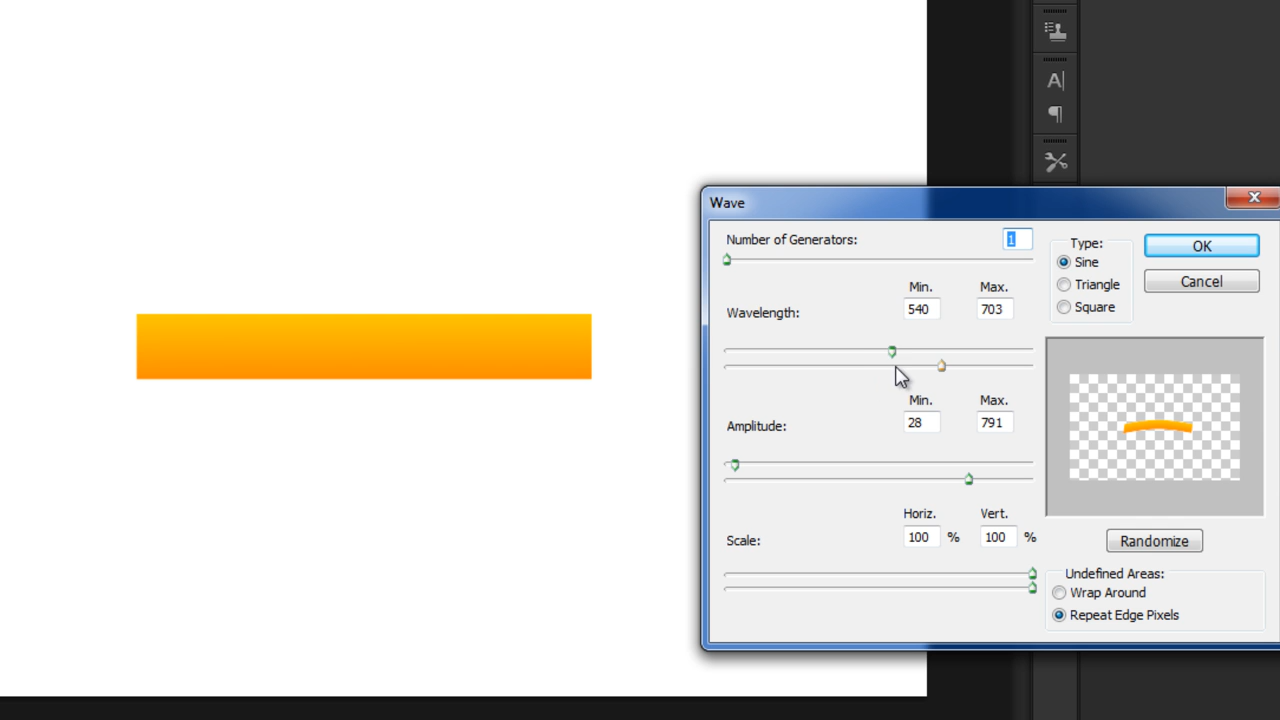 Wave
Number of Generators: 1
Type:
OK
Sine
Cancel
Triangle
Square
Min. Max.
Wavelength: 540 703
Min. Max.
Amplitude: 28 791
Horiz. Vert.
Scale: 100 % 100 %
Randomize
Undefined Areas:
Wrap Around
Repeat Edge Pixels